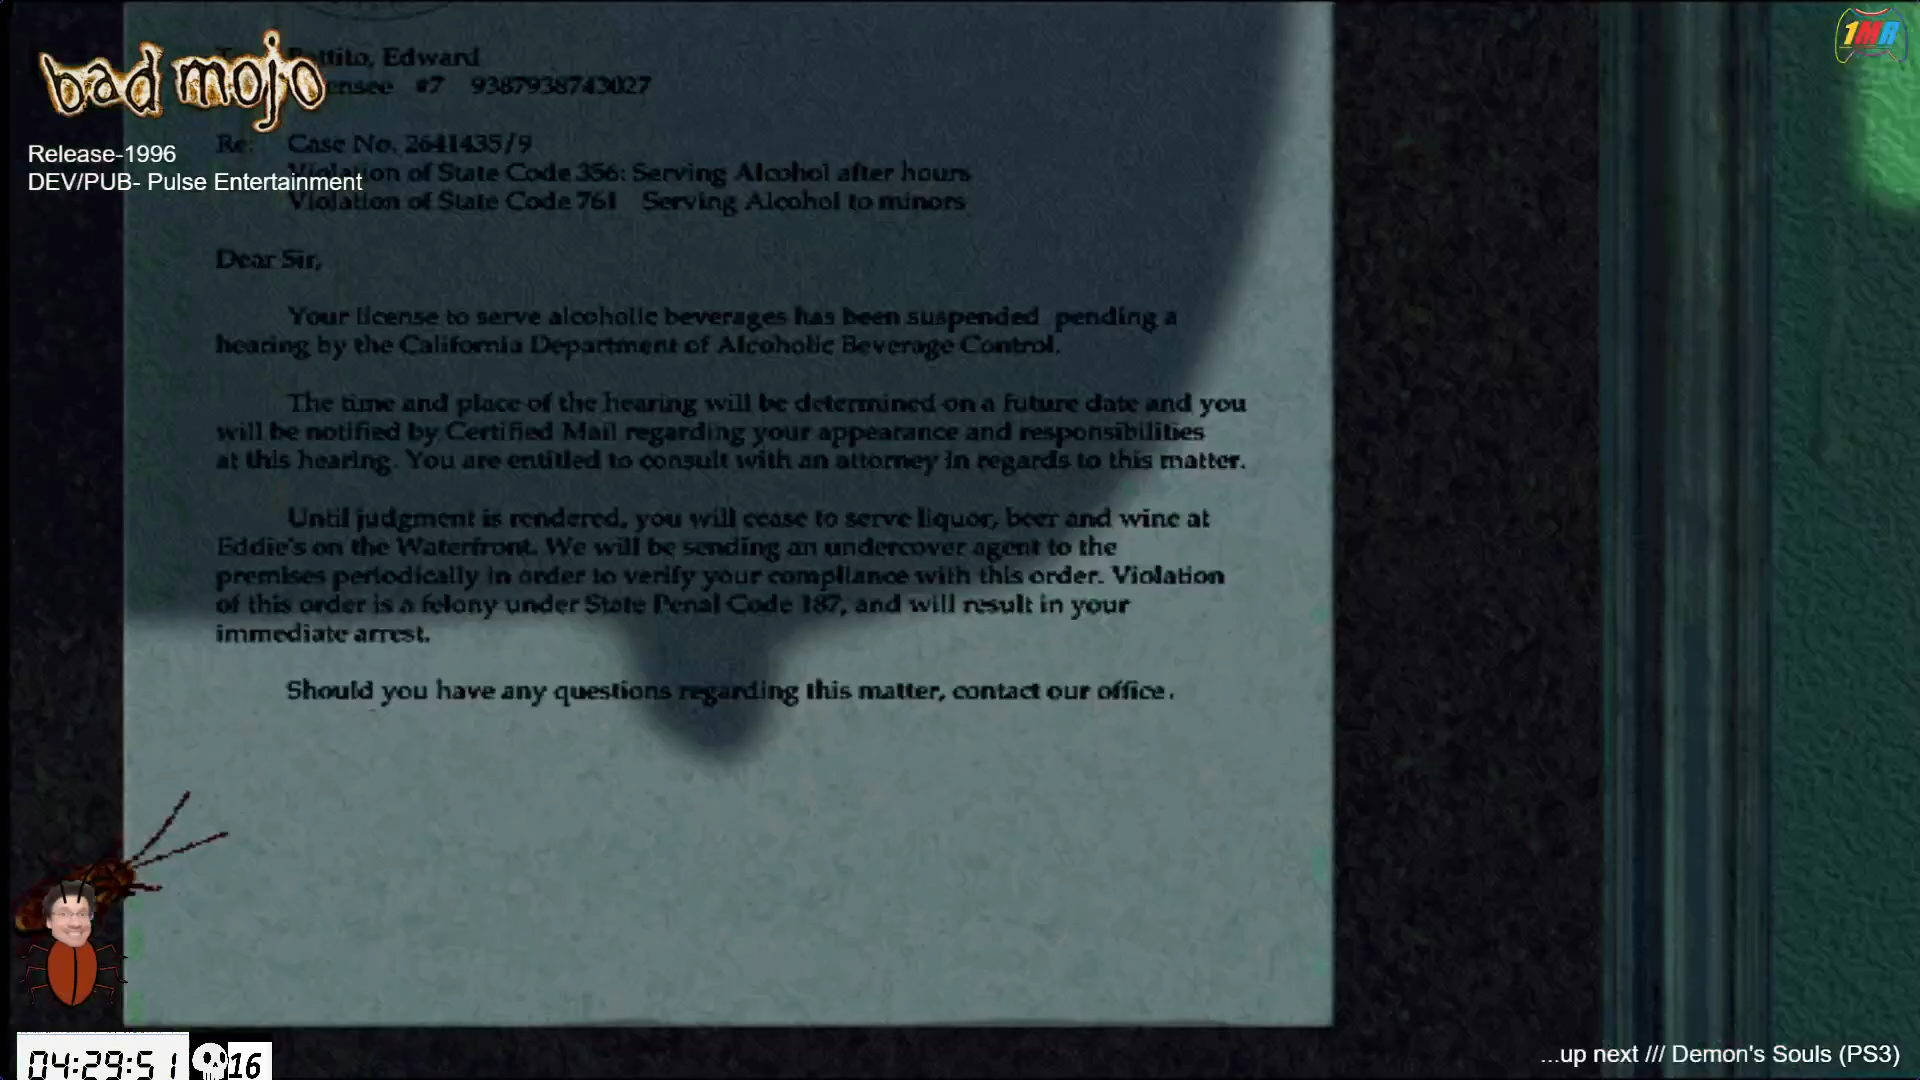 bad mojo
Release-1996
DEV/PUB- Pulse Entertainment
1MR
Edward
#7 9387938743027
Re: Case No. 2641435/9
Violation of State Code 356: Serving Alcohol after hours
Violation of State Code 761 Serving Alcohol to minors
Dear Sir,
Your license to serve alcoholic beverages has been suspended pending a
hearing by the California Department of Alcoholic Beverage Control.
The time and place of the hearing will be determined on a future date and you
will be notified by Certified Mail regarding your appearance and responsibilities
at this hearing. You are entitled to consult with an attorney in regards to this matter.
Until judgment is rendered, you will cease to serve liquor, beer and wine at
Eddie's on the Waterfront. We will be sending an undercover agent to the
premises periodically in order to verify your compliance with this order. Violation
of this order is a felony under State Penal Code 187, and will result in your
immediate arrest.
Should you have any questions regarding this matter, contact our office.
04:29:51 16
...up next /// Demon's Souls (PS3)